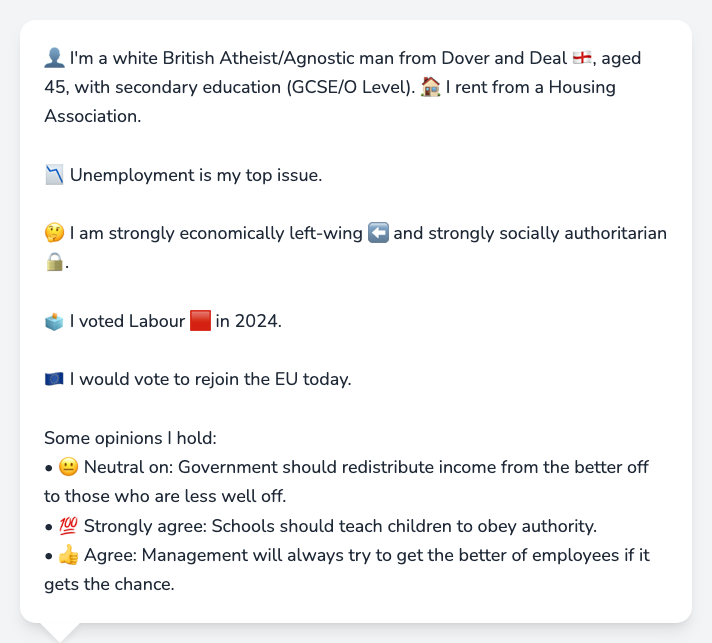 👤 I'm a white British Atheist/Agnostic man from Dover and Deal 🏴󠁧󠁢󠁥󠁮󠁧󠁿, aged
45, with secondary education (GCSE/O Level). 🏠 I rent from a Housing
Association.
📉 Unemployment is my top issue.
🤔 I am strongly economically left-wing ⬅️ and strongly socially authoritarian
🔒.
🗳️ I voted Labour 🟥 in 2024.
🇪🇺 I would vote to rejoin the EU today.
Some opinions I hold:
• 😐 Neutral on: Government should redistribute income from the better off
to those who are less well off.
• 💯 Strongly agree: Schools should teach children to obey authority.
• 👍 Agree: Management will always try to get the better of employees if it
gets the chance.